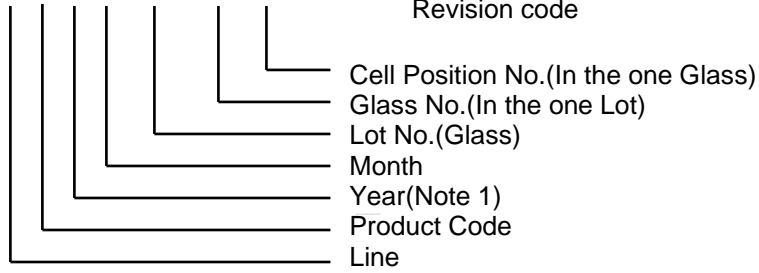 Revision code
Cell Position No.(In the one Glass)
Glass No.(In the one Lot)
Lot No.(Glass)
Month
Year(Note 1)
Product Code
Line